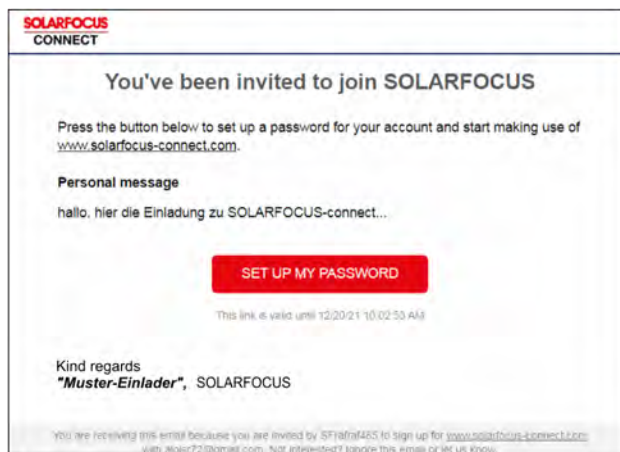 SOLARFOCUS
CONNECT
You've been invited to join SOLARFOCUS
Press the button below to set up a password for your account and start making use of
www.solarfocus-connect.com.
Personal message
hallo, hier die Einladung zu SOLARFOCUS-connect...
SET UP MY PASSWORD
This link is valid until 12/20/21 10:02:53 AM
Kind regards
"Muster-Einlader", SOLARFOCUS
You are receiving this email because you are invited by to sign up for www.solarfocus-connect.com
with Not interested? Ignore this email or let us know.